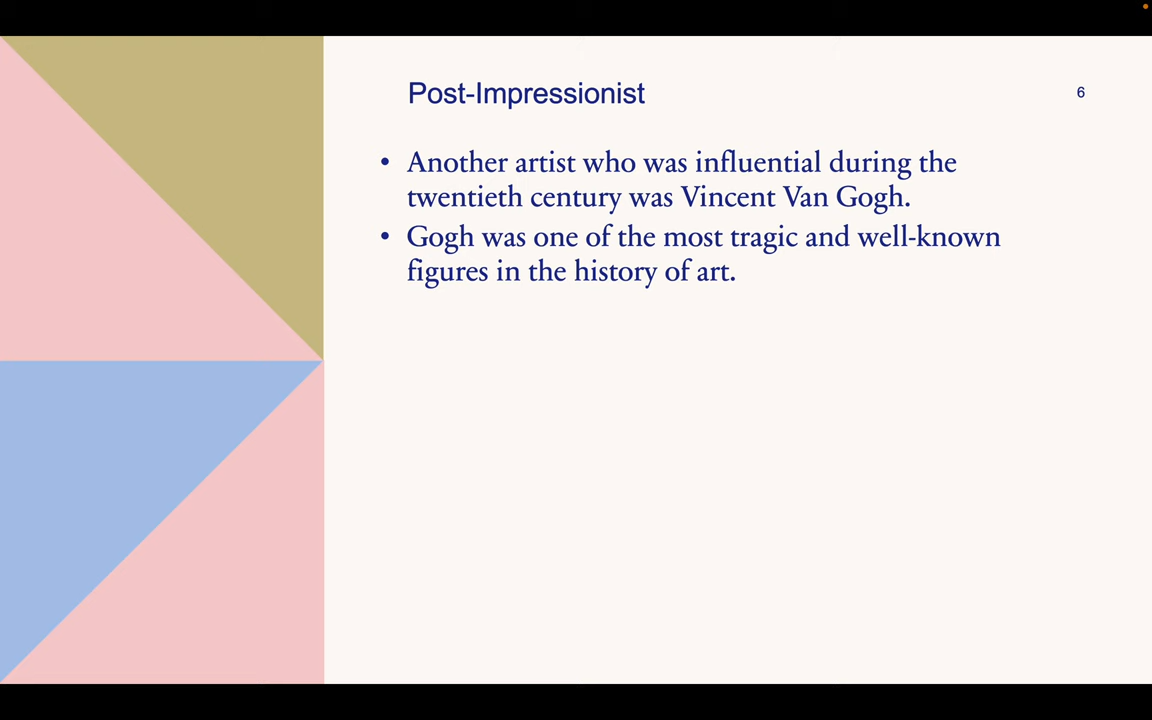 Post-Impressionist
6
• Another artist who was influential during the
twentieth century was Vincent Van Gogh.
• Gogh was one of the most tragic and well-known
figures in the history of art.